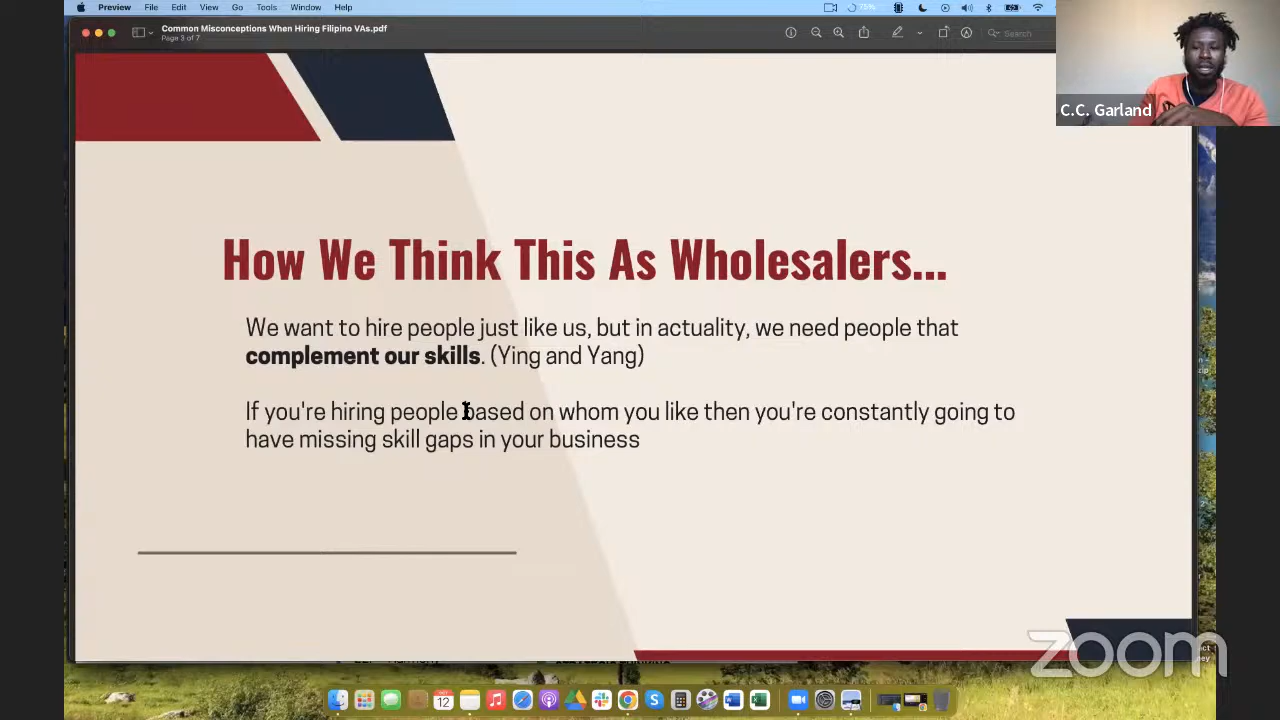 Preview File Edit View Go Tools Window Help 75%
Common Misconceptions When Hiring Filipino VAs.pdf
Page 3 of 7
Search
C.C. Garland
How We Think This As Wholesalers...
We want to hire people just like us, but in actuality, we need people that
complement our skills. (Ying and Yang)
If you're hiring people based on whom you like then you're constantly going to
have missing skill gaps in your business
zoom
OCT
12